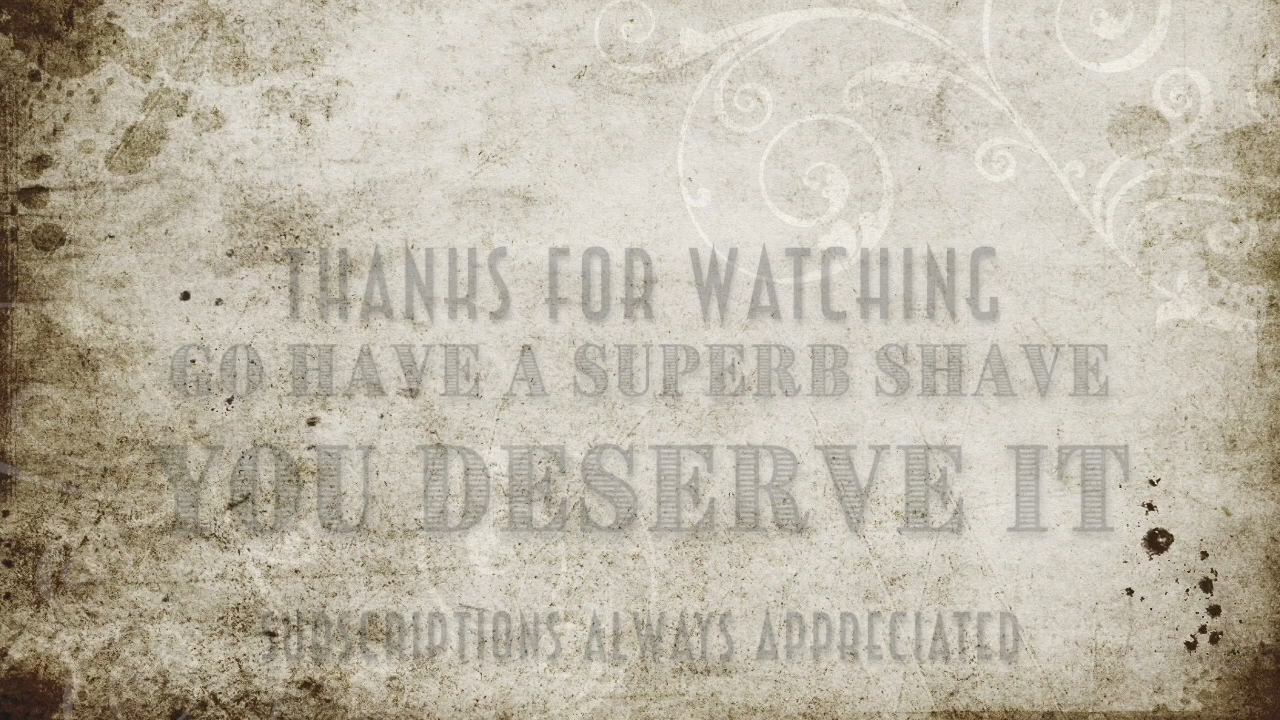 THANKS FOR WATCHING
GO HAVE A SUPERB SHAVE
YOU DESERVE IT
SUBSCRIPTIONS ALWAYS APPRECIATED